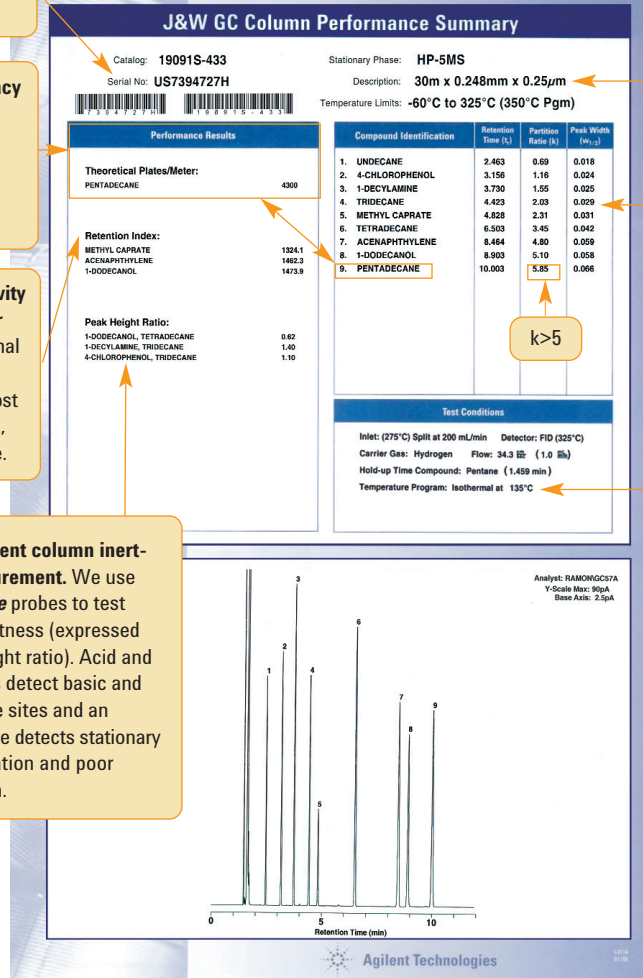 J&W GC Column Performance Summary
Catalog: 19091S-433
Serial No: US7394727H
7394727H 19091S-433
Stationary Phase: HP-5MS
Description: 30m x 0.248mm x 0.25µm
Temperature Limits: -60°C to 325°C (350°C Pgm)
cy
Performance Results
Theoretical Plates/Meter:
PENTADECANE 4300
Retention Index:
METHYL CAPRATE 1324.1
ACENAPHTHYLENE 1462.3
1-DODECANOL 1473.9
Peak Height Ratio:
1-DODECANOL, TETRADECANE 0.62
1-DECYLAMINE, TRIDECANE 1.40
4-CHLOROPHENOL, TRIDECANE 1.10
Compound Identification Retention Time (tr) Partition Ratio (k) Peak Width (w1/2)
1. UNDECANE 2.463 0.69 0.018
2. 4-CHLOROPHENOL 3.156 1.16 0.024
3. 1-DECYLAMINE 3.730 1.55 0.025
4. TRIDECANE 4.423 2.03 0.029
5. METHYL CAPRATE 4.828 2.31 0.031
6. TETRADECANE 6.503 3.45 0.042
7. ACENAPHTHYLENE 8.464 4.80 0.059
8. 1-DODECANOL 8.903 5.10 0.058
9. PENTADECANE 10.003 5.85 0.066
k>5
vity
r
nal
ost
,
e.
Test Conditions
Inlet: (275°C) Split at 200 mL/min Detector: FID (325°C)
Carrier Gas: Hydrogen Flow: 34.3 (1.0
Hold-up Time Compound: Pentane (1.459 min)
Temperature Program: Isothermal at 135°C
ent column inert-
urement. We use
e probes to test
tness (expressed
ght ratio). Acid and
s detect basic and
e sites and an
e detects stationary
ation and poor
n.
Analyst: RAMON\GC57A
Y-Scale Max: 90pA
Base Axis: 2.5pA
1 2 3 4 5 6 7 8 9
0 5 10
Retention Time (min)
Agilent Technologies